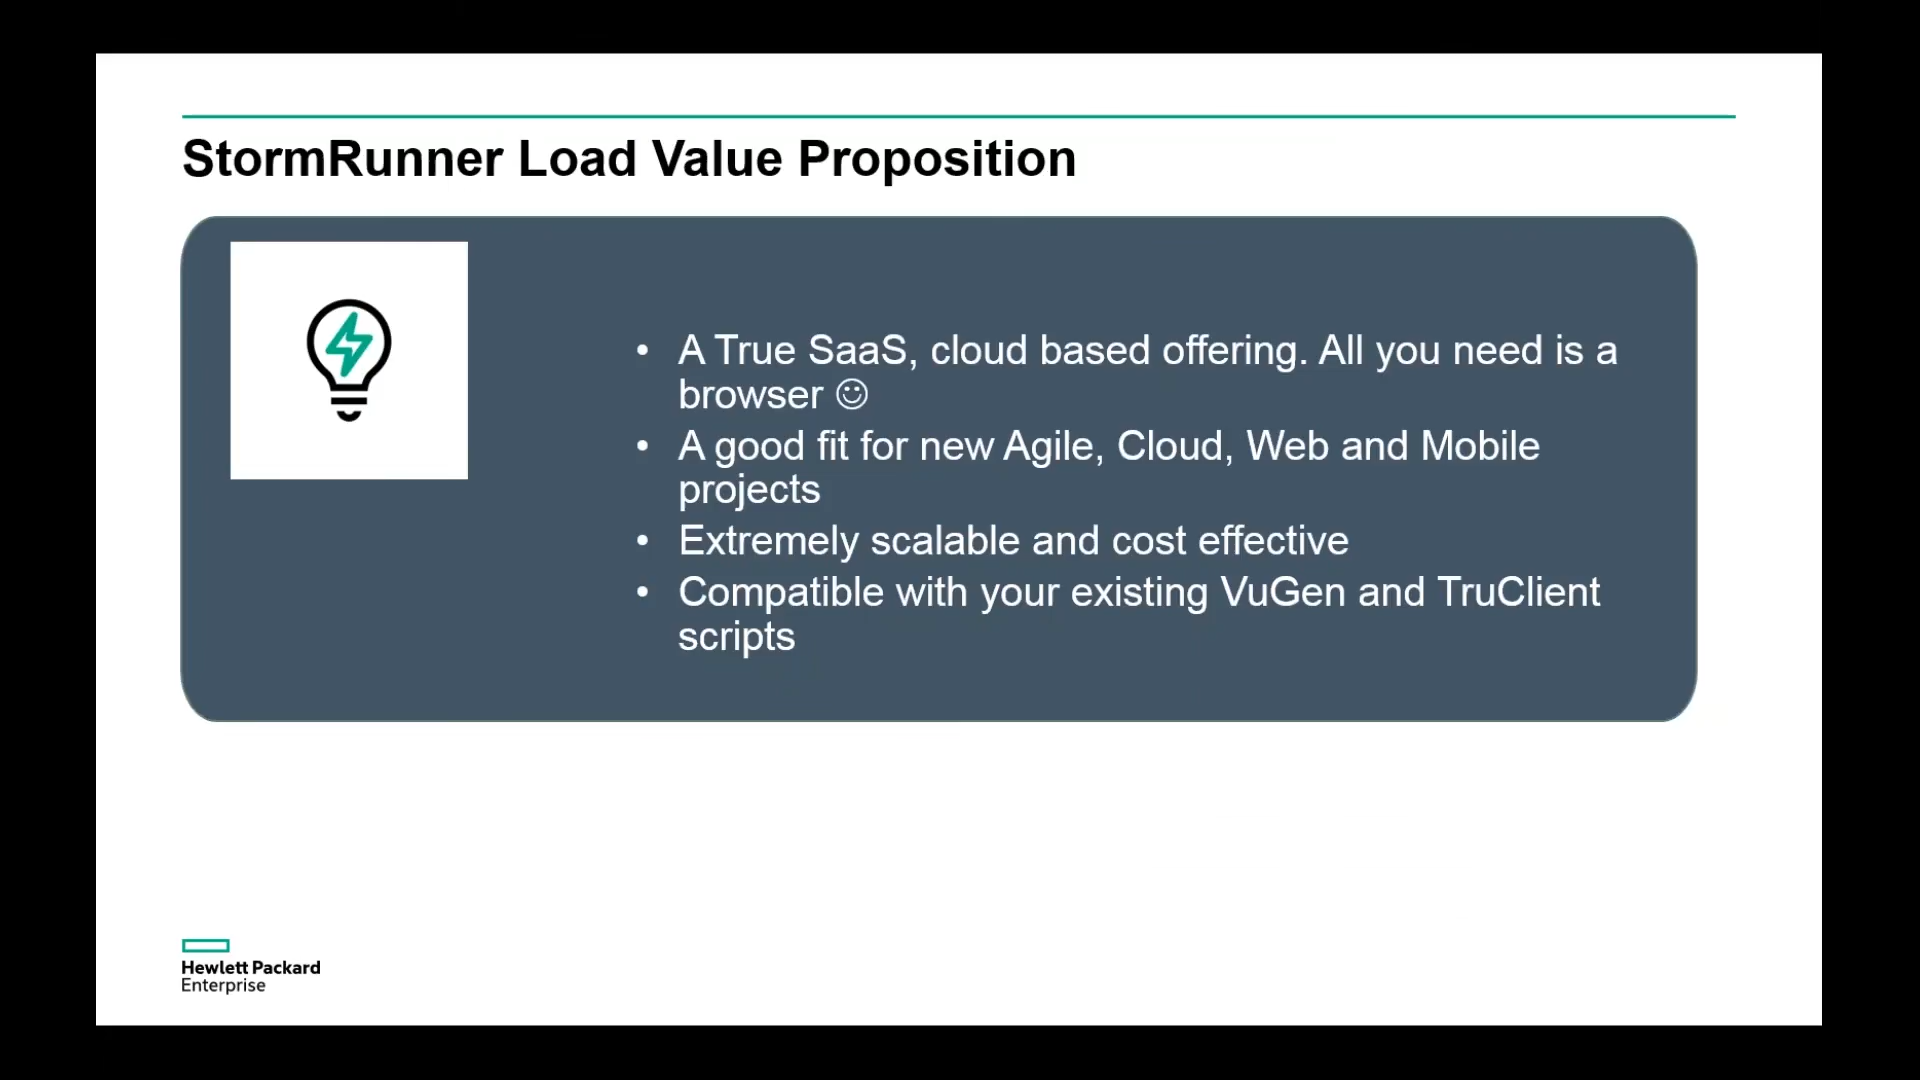 StormRunner Load Value Proposition
• A True SaaS, cloud based offering. All you need is a
browser ☺
• A good fit for new Agile, Cloud, Web and Mobile
projects
• Extremely scalable and cost effective
• Compatible with your existing VuGen and TruClient
scripts
Hewlett Packard
Enterprise